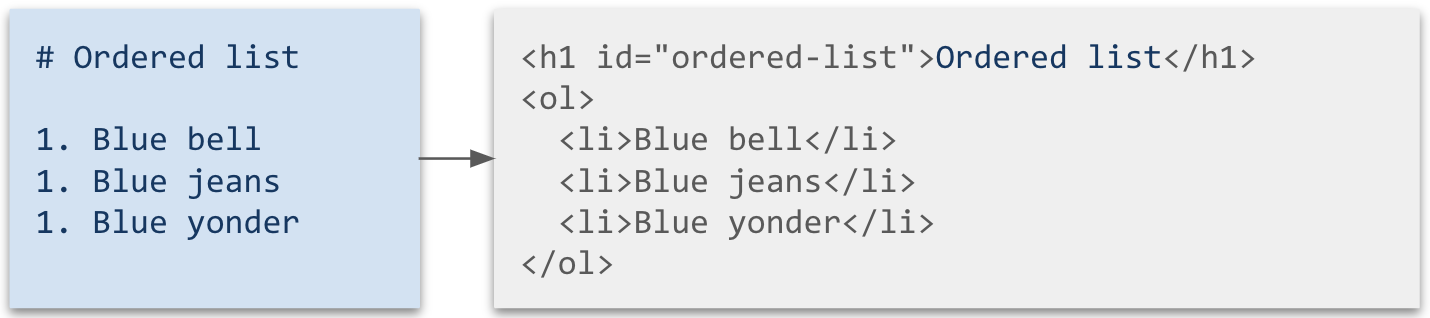 # Ordered list
1. Blue bell
1. Blue jeans
1. Blue yonder
<h1 id="ordered-list">Ordered list</h1>
<ol>
  <li>Blue bell</li>
  <li>Blue jeans</li>
  <li>Blue yonder</li>
</ol>